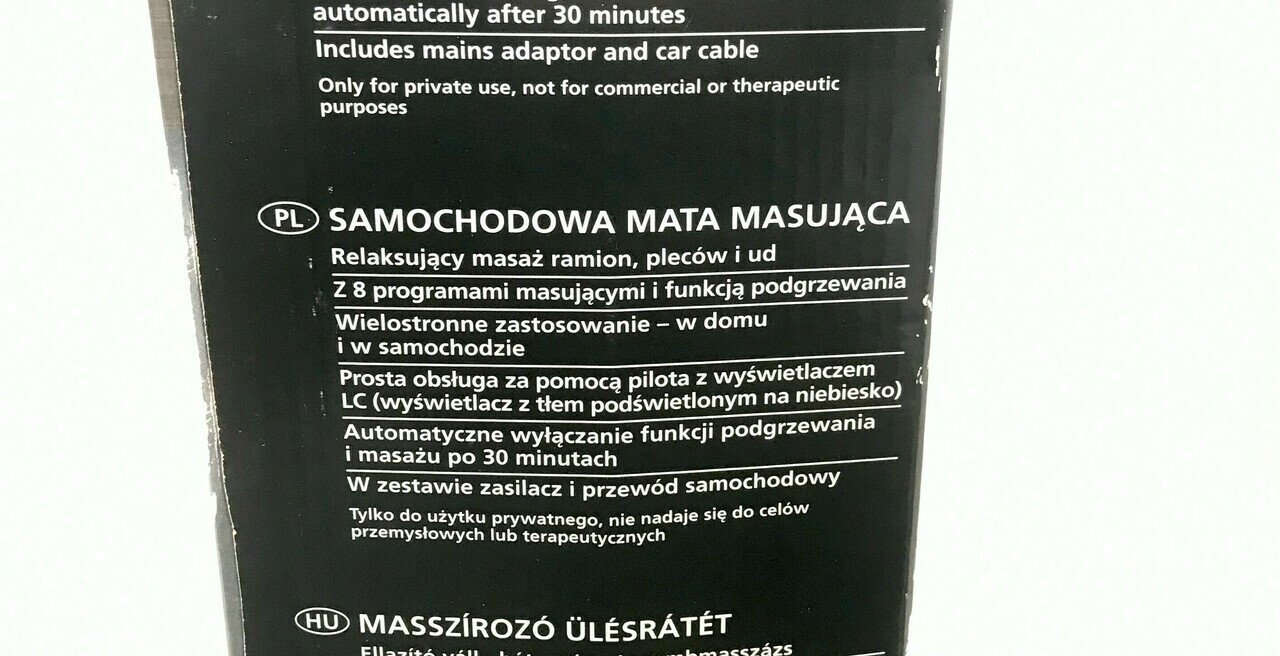 automatically after 30 minutes
Includes mains adaptor and car cable
Only for private use, not for commercial or therapeutic
purposes
PL SAMOCHODOWA MATA MASUJĄCA
Relaksujący masaż ramion, pleców i ud
Z 8 programami masującymi i funkcją podgrzewania
Wielostronne zastosowanie – w domu
i w samochodzie
Prosta obsługa za pomocą pilota z wyświetlaczem
LC (wyświetlacz z tłem podświetlonym na niebiesko)
Automatyczne wyłączanie funkcji podgrzewania
i masażu po 30 minutach
W zestawie zasilacz i przewód samochodowy
Tylko do użytku prywatnego, nie nadaje się do celów
przemysłowych lub terapeutycznych
HU MASSZÍROZÓ ÜLÉSRÁTÉT
Ellazító